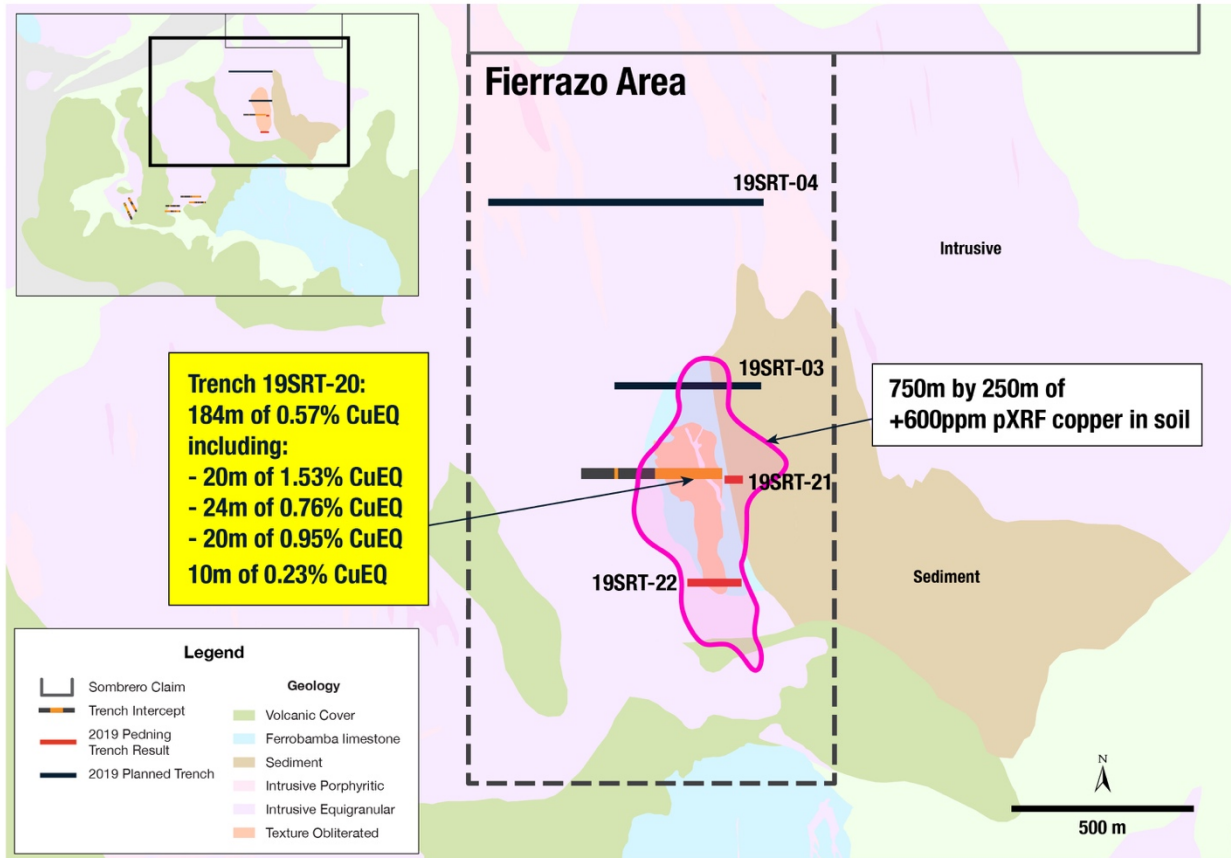 Fierrazo Area
19SRT-04
Intrusive
19SRT-03
Trench 19SRT-20:
184m of 0.57% CuEQ
including:
- 20m of 1.53% CuEQ
- 24m of 0.76% CuEQ
- 20m of 0.95% CuEQ
10m of 0.23% CuEQ
750m by 250m of
+600ppm pXRF copper in soil
19SRT-21
19SRT-22
Sediment
Legend
Sombrero Claim
Trench Intercept
2019 Pedning
Trench Result
2019 Planned Trench
Geology
Volcanic Cover
Ferrobamba limestone
Sediment
Intrusive Porphyritic
Intrusive Equigranular
Texture Obliterated
N
500 m